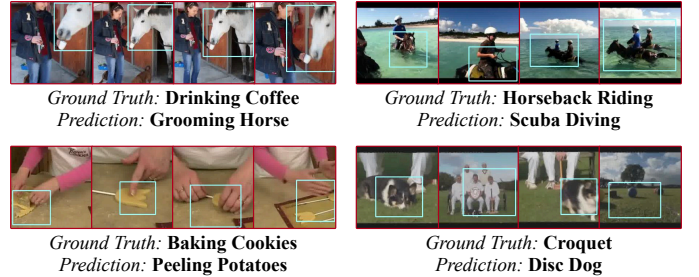 Ground Truth: Drinking Coffee
Prediction: Grooming Horse
Ground Truth: Horseback Riding
Prediction: Scuba Diving
Ground Truth: Baking Cookies
Prediction: Peeling Potatoes
Ground Truth: Croquet
Prediction: Disc Dog